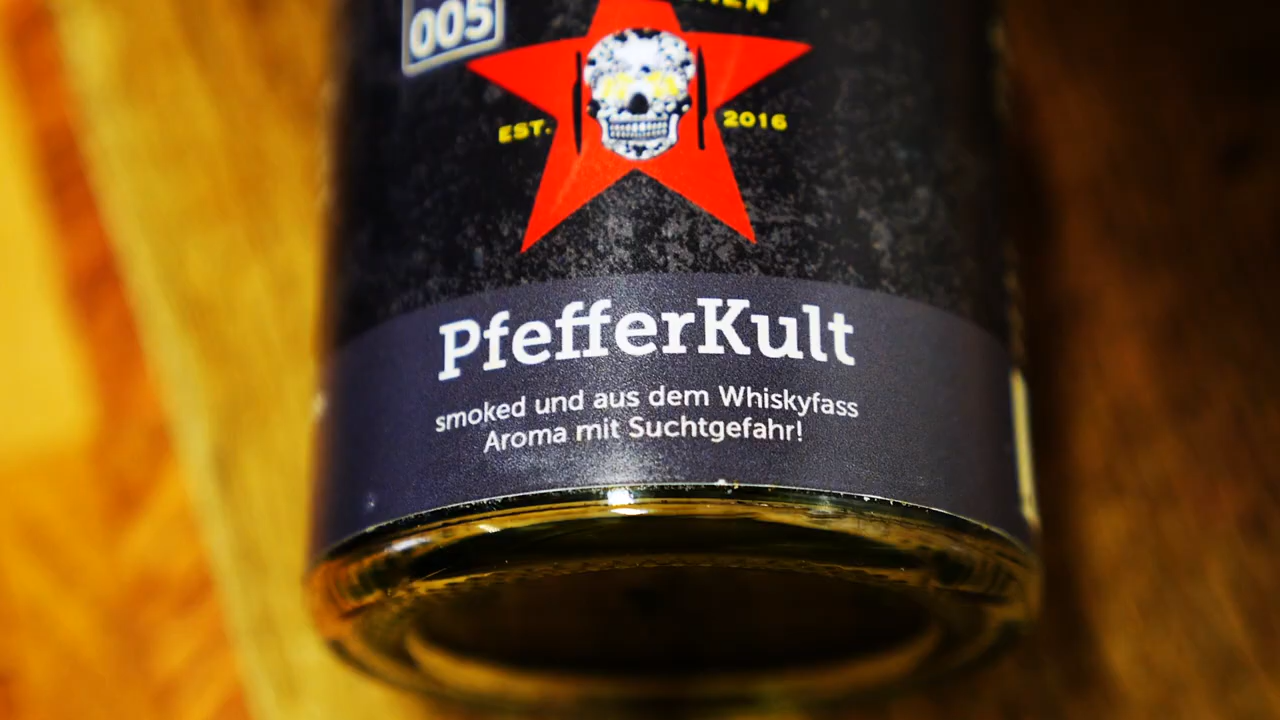 005
EST. 2016
PfefferKult
smoked und aus dem Whiskyfass
Aroma mit Suchtgefahr!